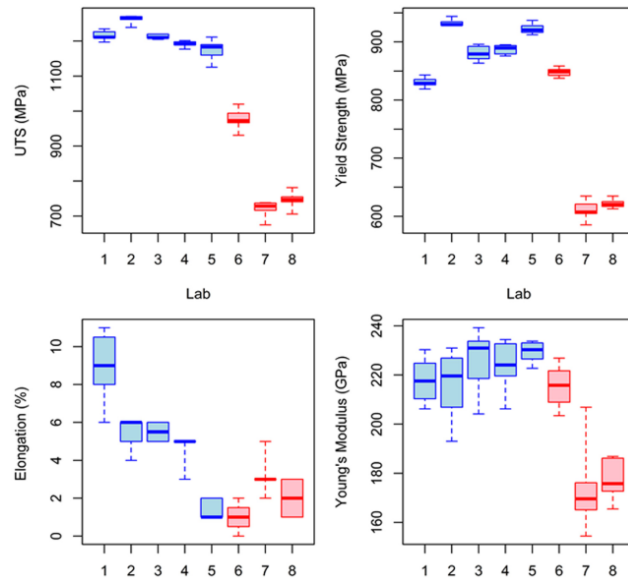 UTS (MPa)
700 900 1100
1 2 3 4 5 6 7 8
Lab
Yield Strength (MPa)
600 700 800 900
1 2 3 4 5 6 7 8
Lab
Elongation (%)
0 2 4 6 8 10
1 2 3 4 5 6 7 8
Young's Modulus (GPa)
160 180 200 220 240
1 2 3 4 5 6 7 8